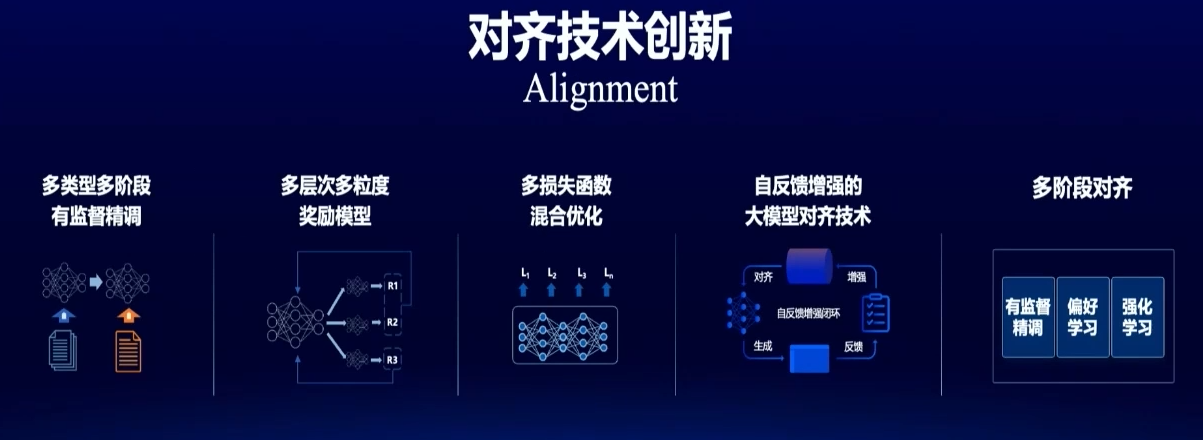 对齐技术创新
Alignment
多类型多阶段
有监督精调
多层次多粒度
奖励模型
R1
R2
R3
多损失函数
混合优化
L1 L2 L3 Ln
自反馈增强的
大模型对齐技术
对齐 增强
自反馈增强闭环
生成 反馈
多阶段对齐
有监督
精调
偏好
学习
强化
学习